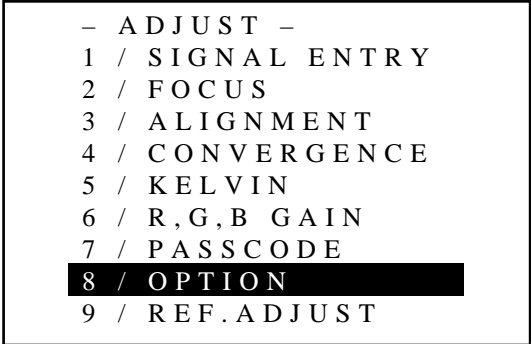 – ADJUST –
1 / SIGNAL ENTRY
2 / FOCUS
3 / ALIGNMENT
4 / CONVERGENCE
5 / KELVIN
6 / R,G,B GAIN
7 / PASSCODE
8 / OPTION
9 / REF.ADJUST